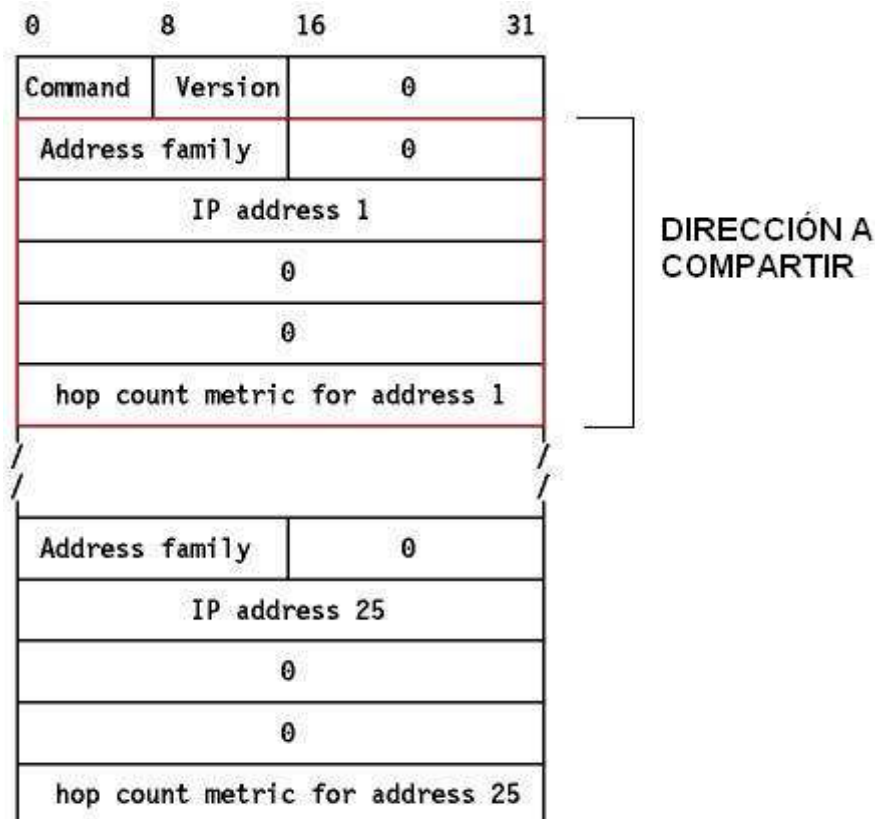 0 8 16 31
Command Version 0
Address family 0
IP address 1
0
0
hop count metric for address 1
DIRECCIÓN A
COMPARTIR
Address family 0
IP address 25
0
0
hop count metric for address 25